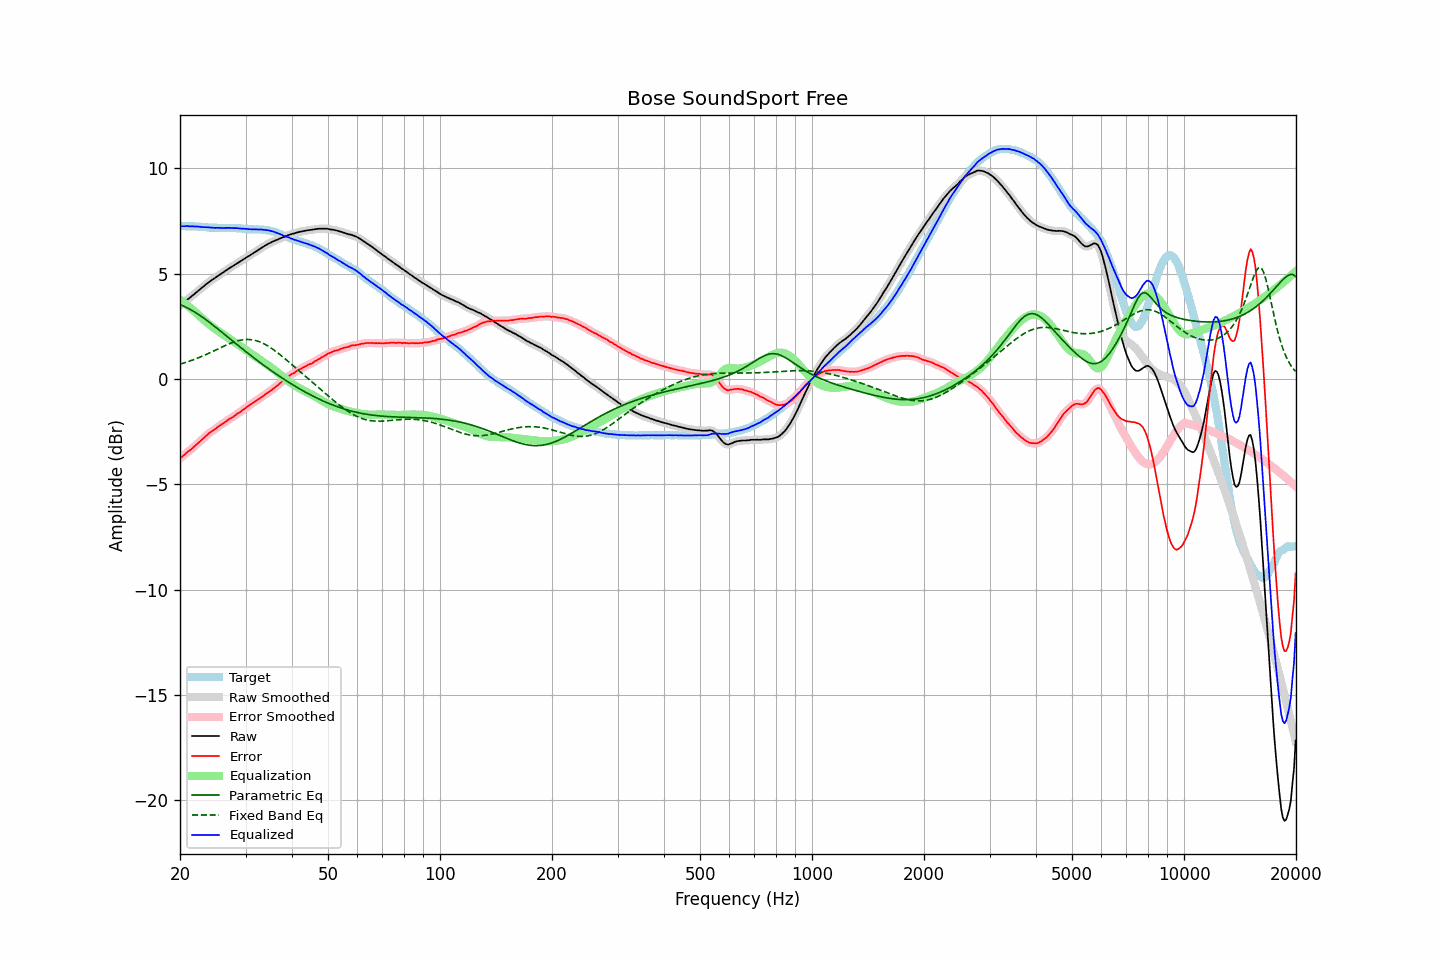 Bose SoundSport Free
Amplitude (dBr)
10
5
0
−5
−10
−15
−20
Target
Raw Smoothed
Error Smoothed
Raw
Error
Equalization
Parametric Eq
Fixed Band Eq
Equalized
20 50 100 200 500 1000 2000 5000 10000 20000
Frequency (Hz)